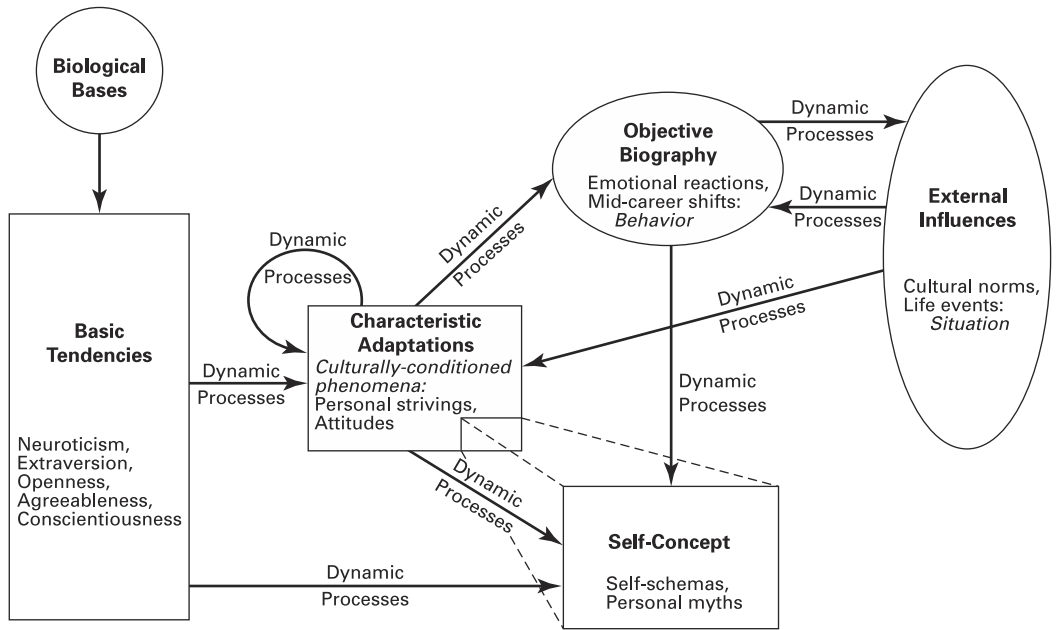 Biological
Bases
Dynamic
Processes
Objective
Biography
Emotional reactions,
Mid-career shifts:
Behavior
Dynamic
Processes
External
Influences
Cultural norms,
Life events:
Situation
Dynamic
Processes
Dynamic
Processes
Dynamic
Processes
Basic
Tendencies
Neuroticism,
Extraversion,
Openness,
Agreeableness,
Conscientiousness
Dynamic
Processes
Characteristic
Adaptations
Culturally-conditioned
phenomena:
Personal strivings,
Attitudes
Dynamic
Processes
Dynamic
Processes
Dynamic
Processes
Self-Concept
Self-schemas,
Personal myths